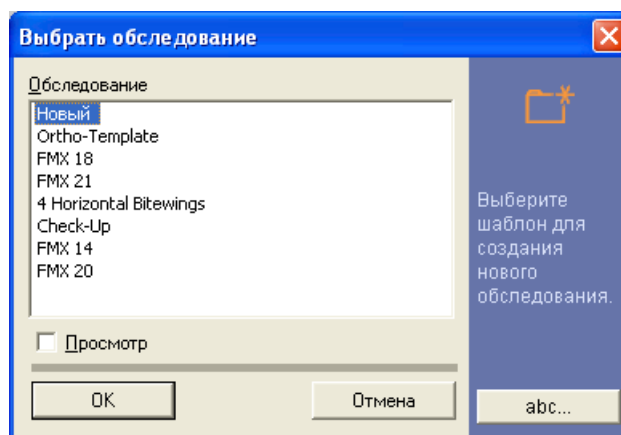 Выбрать обследование
Обследование
Новый
Ortho-Template
FMX 18
FMX 21
4 Horizontal Bitewings
Check-Up
FMX 14
FMX 20
Просмотр
OK
Отмена
Выберите
шаблон для
создания
нового
обследования.
abc...